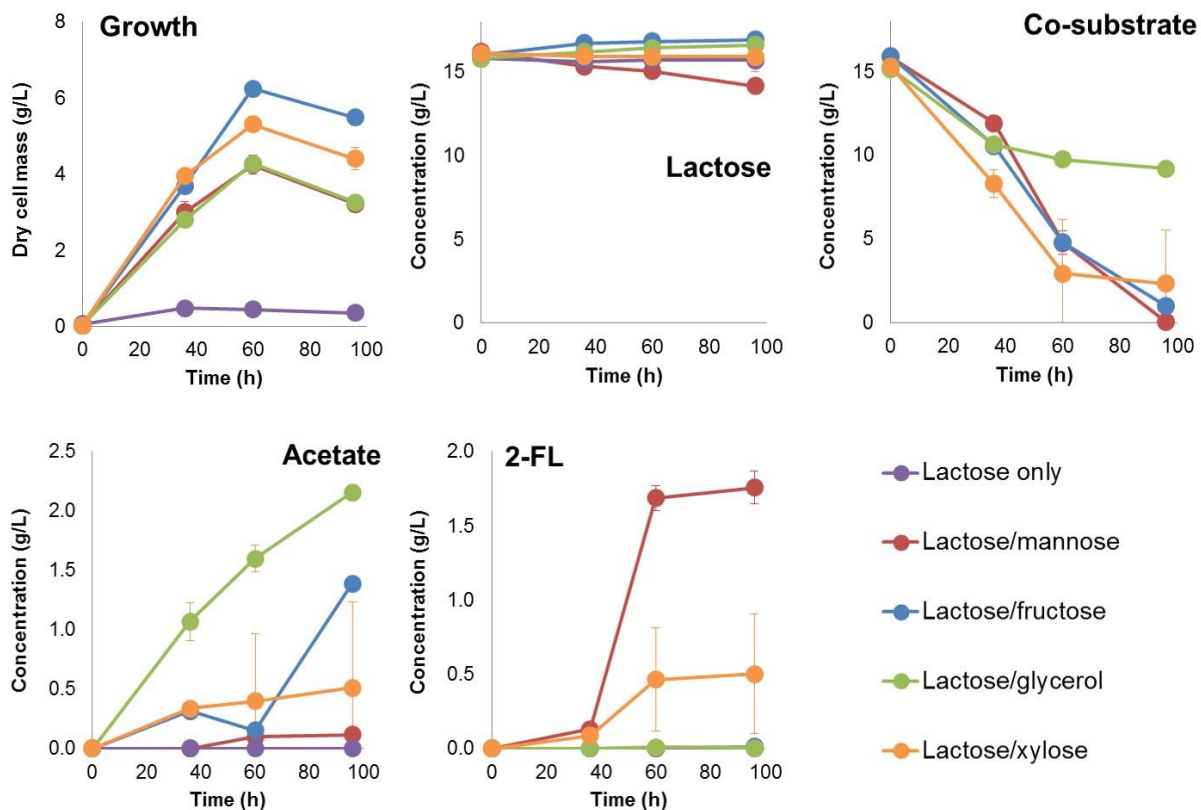 Growth
Dry cell mass (g/L)
8
6
4
2
0
0 20 40 60 80 100
Time (h)
Lactose
Concentration (g/L)
15
10
5
0
0 20 40 60 80 100
Time (h)
Co-substrate
Concentration (g/L)
15
10
5
0
0 20 40 60 80 100
Time (h)
Acetate
Concentration (g/L)
2.5
2.0
1.5
1.0
0.5
0.0
0 20 40 60 80 100
Time (h)
2-FL
Concentration (g/L)
2.0
1.5
1.0
0.5
0.0
0 20 40 60 80 100
Time (h)
Lactose only
Lactose/mannose
Lactose/fructose
Lactose/glycerol
Lactose/xylose